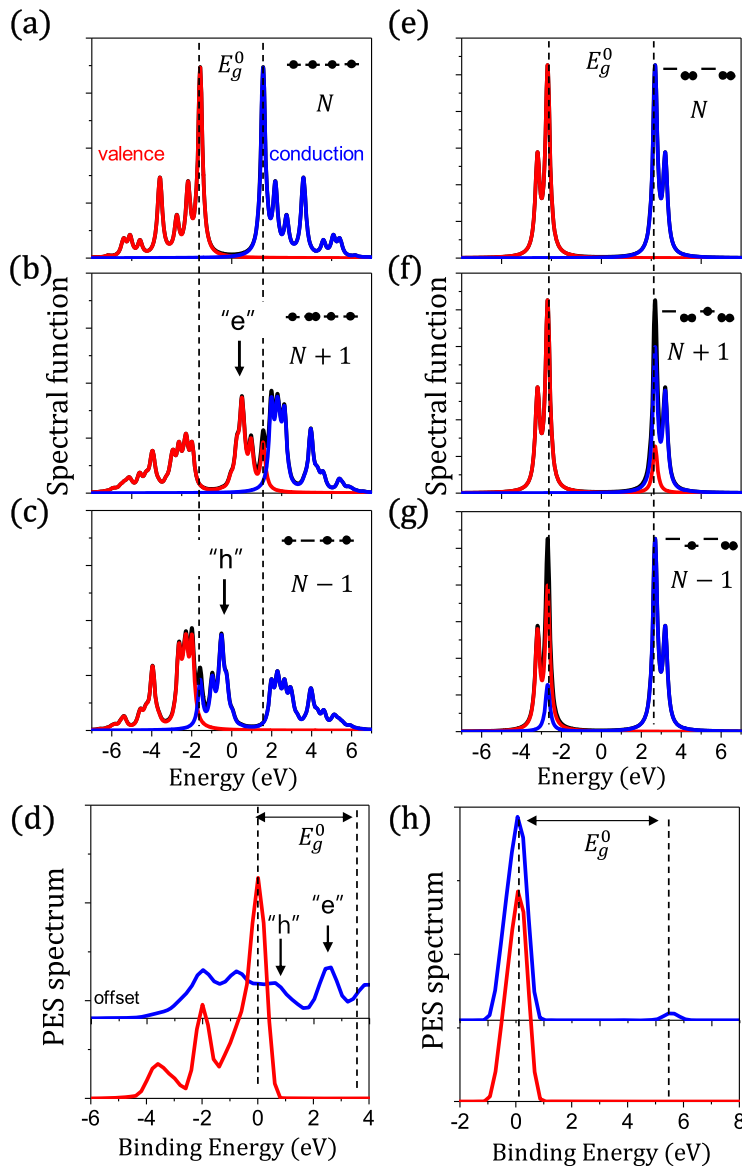 (a)
E_g^0
N
valence
conduction
(b)
"e"
N + 1
(c)
"h"
N − 1
Spectral function
-6 -4 -2 0 2 4 6
Energy (eV)
(d)
E_g^0
"h"
"e"
offset
PES spectrum
-6 -4 -2 0 2 4
Binding Energy (eV)
(e)
E_g^0
N
(f)
N + 1
(g)
N − 1
Spectral function
-6 -4 -2 0 2 4 6
Energy (eV)
(h)
E_g^0
PES spectrum
-2 0 2 4 6 8
Binding Energy (eV)